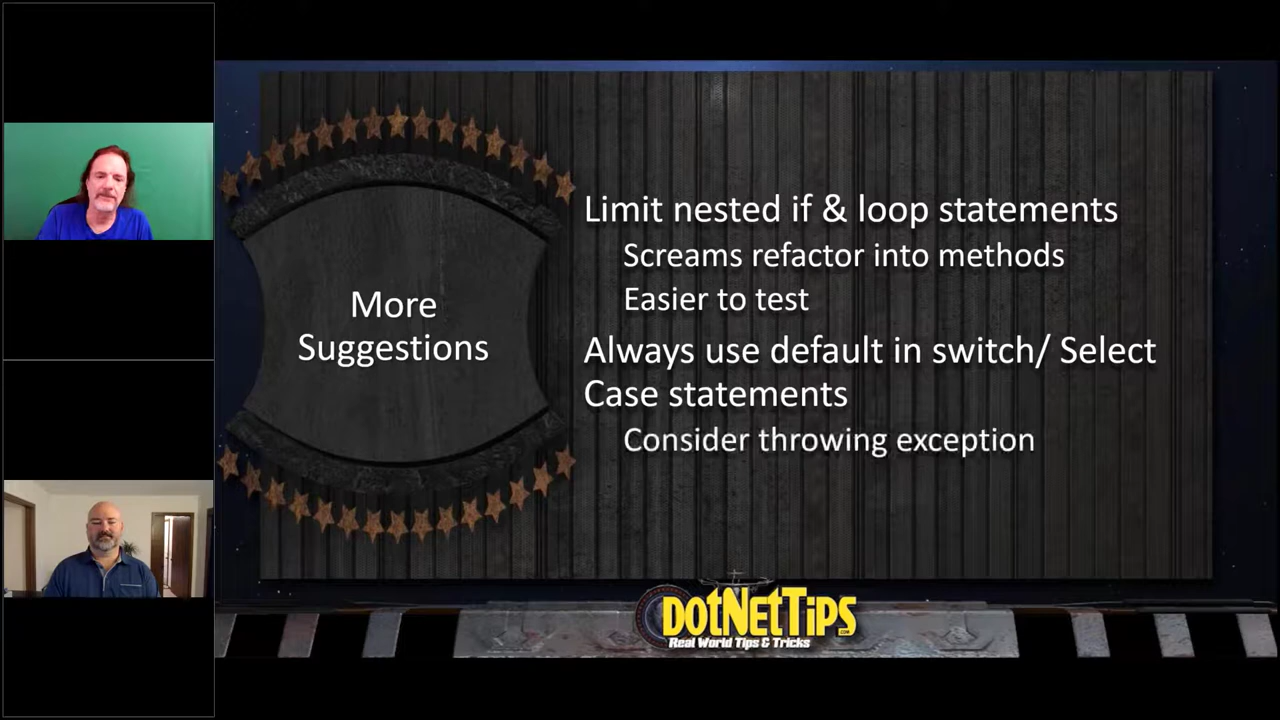 More
Suggestions
Limit nested if & loop statements
Screams refactor into methods
Easier to test
Always use default in switch/ Select
Case statements
Consider throwing exception
DOTNETTIPS
.COM
Real World Tips & Tricks